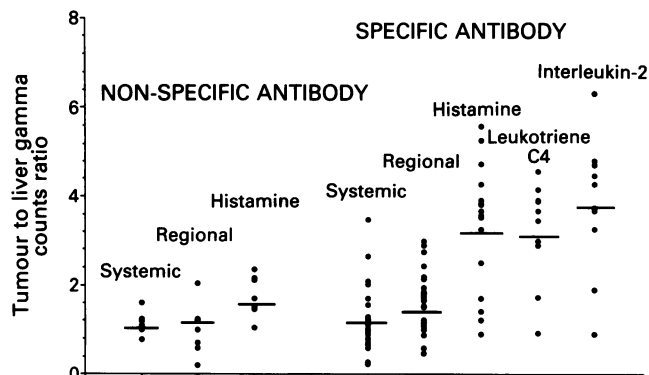 8
6
4
2
0
Tumour to liver gamma
counts ratio
NON-SPECIFIC ANTIBODY
Systemic
Regional
Histamine
SPECIFIC ANTIBODY
Systemic
Regional
Histamine
Leukotriene
C4
Interleukin-2